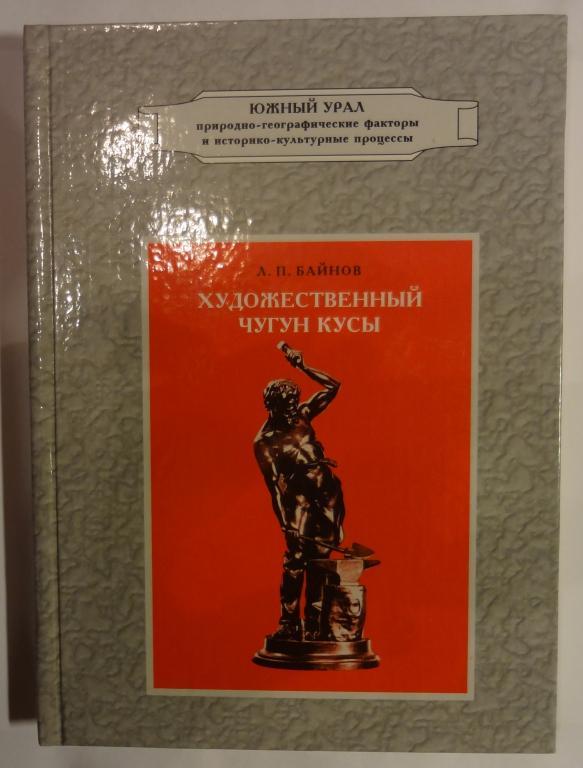 ЮЖНЫЙ УРАЛ
природно-географические факторы
и историко-культурные процессы
Л. П. БАЙНОВ
ХУДОЖЕСТВЕННЫЙ
ЧУГУН КУСЫ